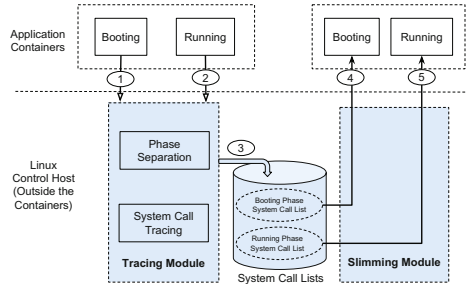 Application
Containers
Booting
Running
Booting
Running
1
2
4
5
Linux
Control Host
(Outside the
Containers)
Phase
Separation
3
System Call
Tracing
Booting Phase
System Call List
Running Phase
System Call List
Tracing Module
System Call Lists
Slimming Module